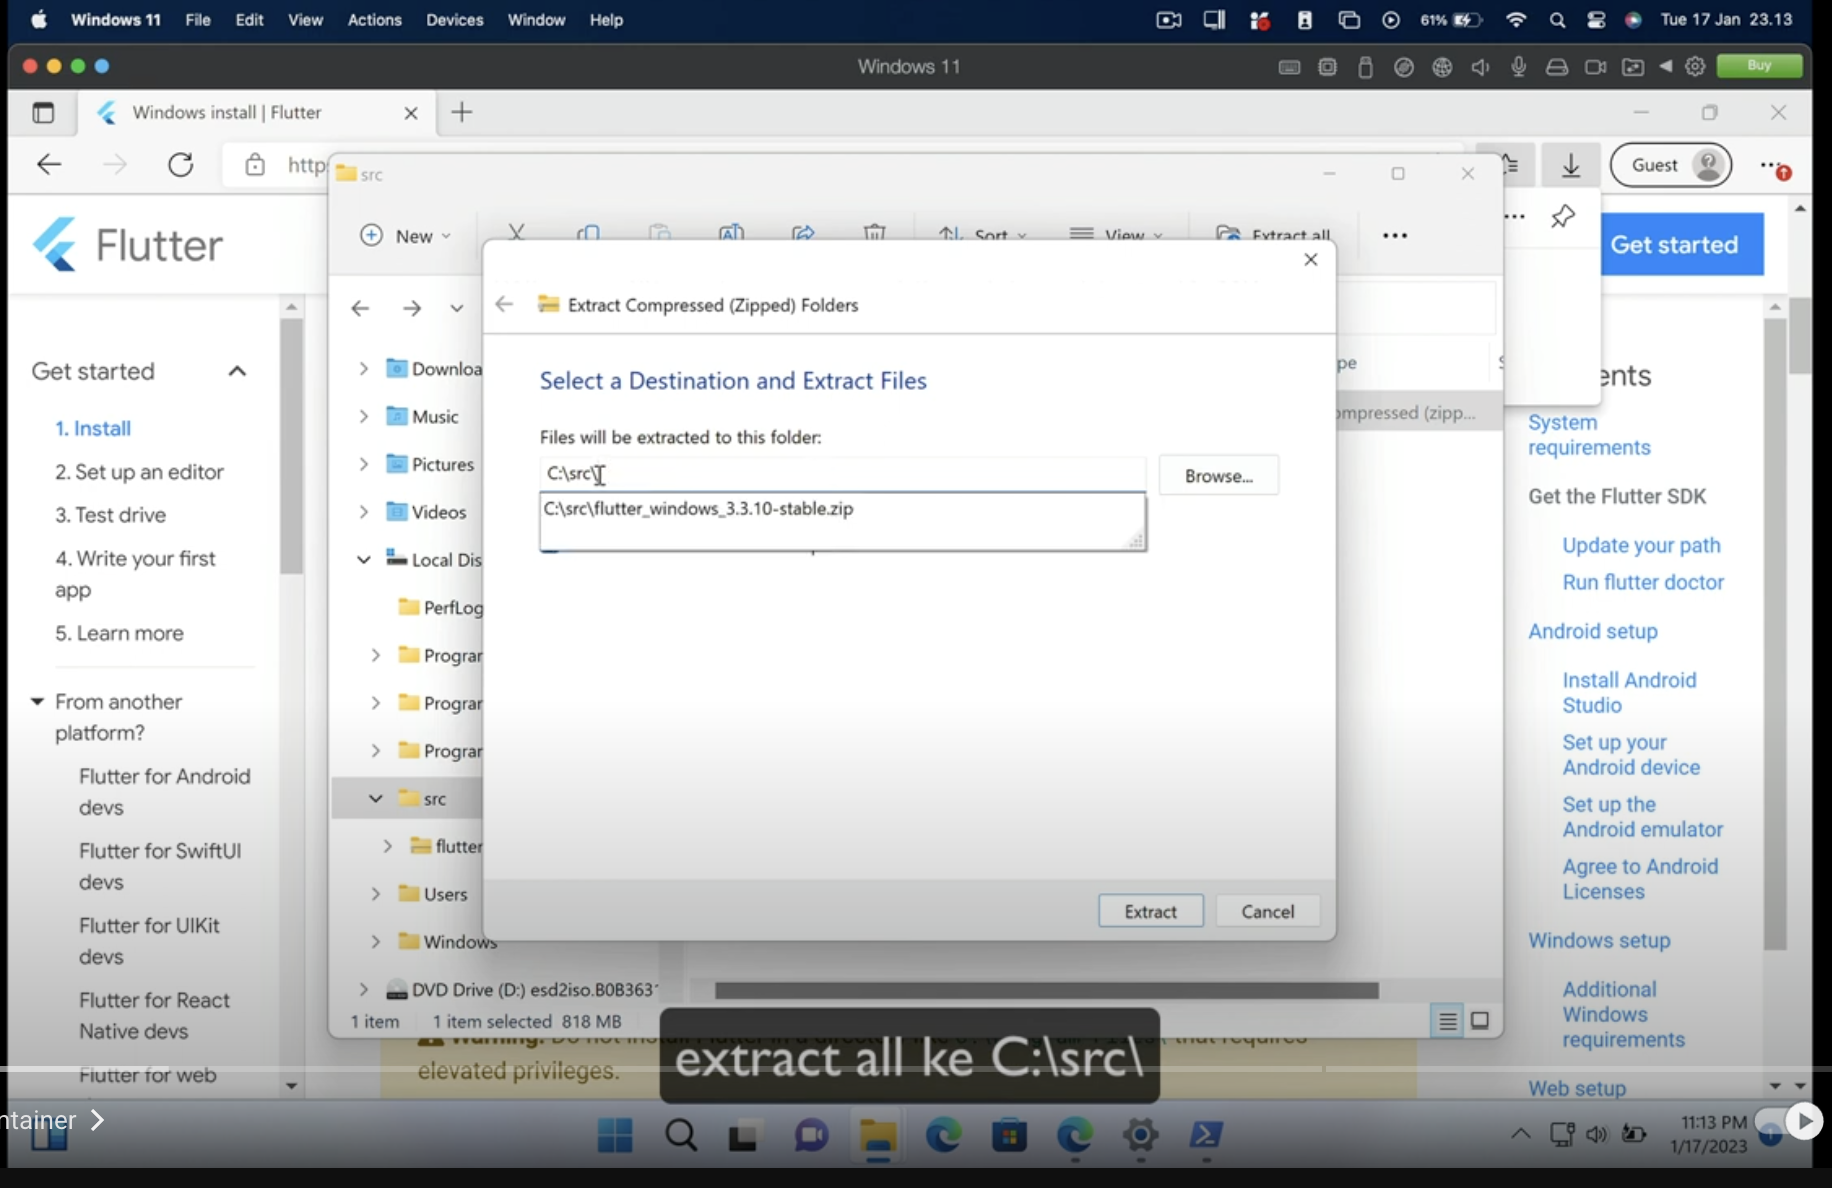 Windows 11 File Edit View Actions Devices Window Help 61% Tue 17 Jan 23.13
Windows 11
Buy
Windows install | Flutter
http
Guest
src
New
Sort
View
Extract all
Flutter
Get started
Extract Compressed (Zipped) Folders
Select a Destination and Extract Files
Files will be extracted to this folder:
C:\src\
Browse...
C:\src\flutter_windows_3.3.10-stable.zip
Extract
Cancel
Get started
1. Install
2. Set up an editor
3. Test drive
4. Write your first
app
5. Learn more
From another
platform?
Flutter for Android
devs
Flutter for SwiftUI
devs
Flutter for UIKit
devs
Flutter for React
Native devs
Flutter for web
Downloa
Music
Pictures
Videos
Local Dis
PerfLog
Progran
Progran
Progran
src
flutter
Users
Windows
DVD Drive (D:) esd2iso.B0B363
1 item
1 item selected 818 MB
pe
ompressed (zipp...
ents
System
requirements
Get the Flutter SDK
Update your path
Run flutter doctor
Android setup
Install Android
Studio
Set up your
Android device
Set up the
Android emulator
Agree to Android
Licenses
Windows setup
Additional
Windows
requirements
Web setup
Warning:
that requires
elevated privileges.
extract all ke C:\src\
ntainer
11:13 PM
1/17/2023